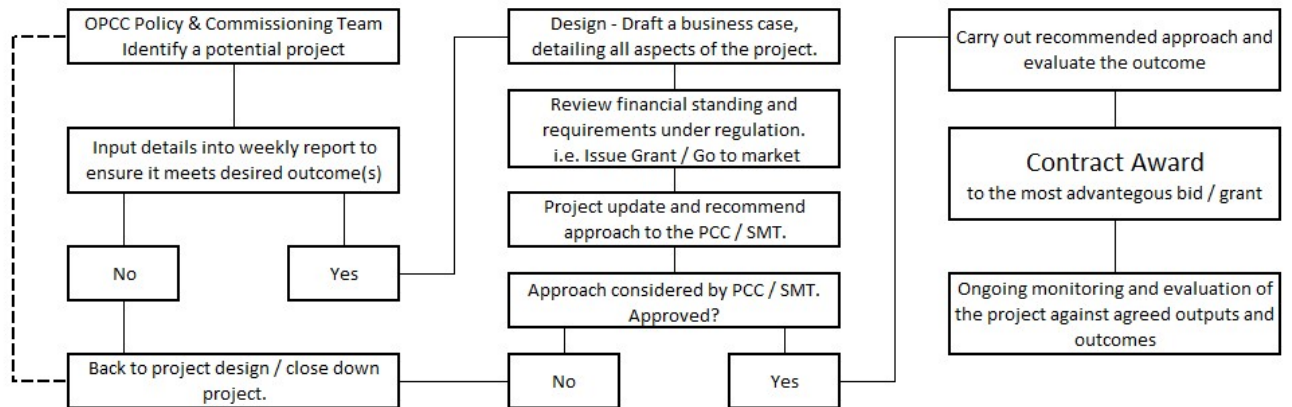 OPCC Policy & Commissioning Team
Identify a potential project
Input details into weekly report to
ensure it meets desired outcome(s)
No
Yes
Back to project design / close down
project.
Design - Draft a business case,
detailing all aspects of the project.
Review financial standing and
requirements under regulation.
i.e. Issue Grant / Go to market
Project update and recommend
approach to the PCC / SMT.
Approach considered by PCC / SMT.
Approved?
No
Yes
Carry out recommended approach and
evaluate the outcome
Contract Award
to the most advantegous bid / grant
Ongoing monitoring and evaluation of
the project against agreed outputs and
outcomes